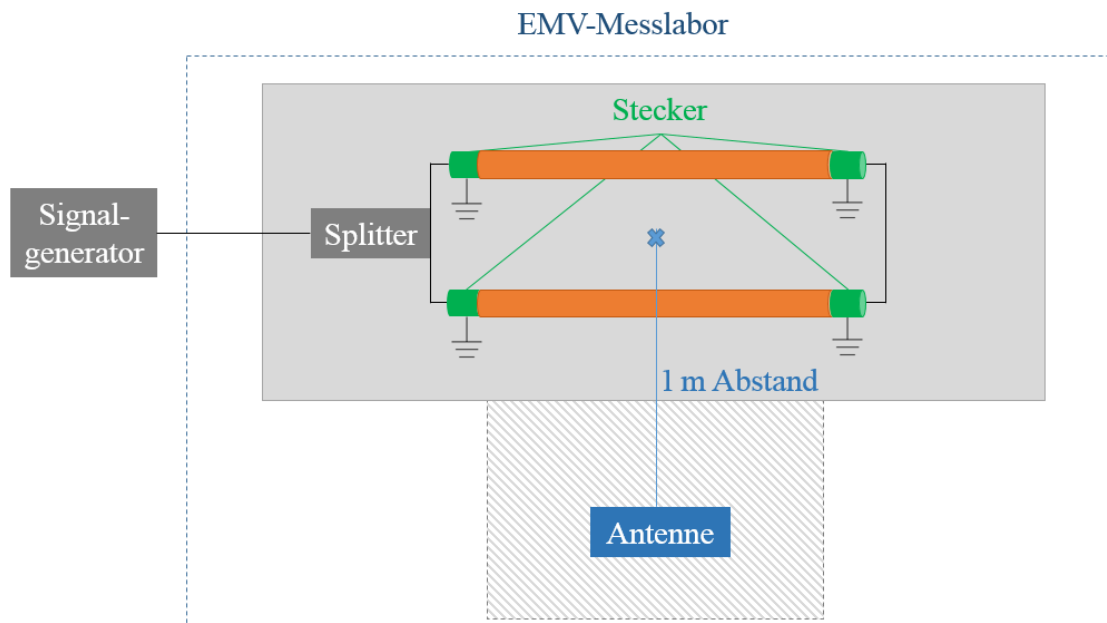 EMV-Messlabor
Stecker
Signal-
generator
Splitter
1 m Abstand
Antenne